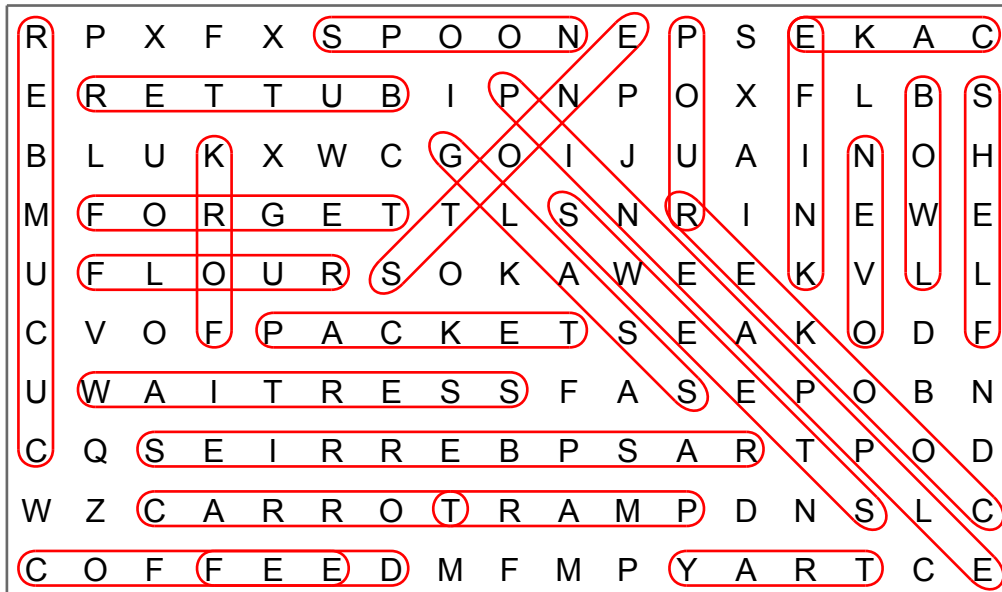 R P X F X S P O O N E P S E K A C
E R E T T U B I P N P O X F L B S
B L U K X W C G O I J U A I N O H
M F O R G E T T L S N R I N E W E
U F L O U R S O K A W E E K V L L
C V O F P A C K E T S E A K O D F
U W A I T R E S S F A S E P O B N
C Q S E I R R E B P S A R T P O D
W Z C A R R O T R A M P D N S L C
C O F F E E D M F M P Y A R T C E